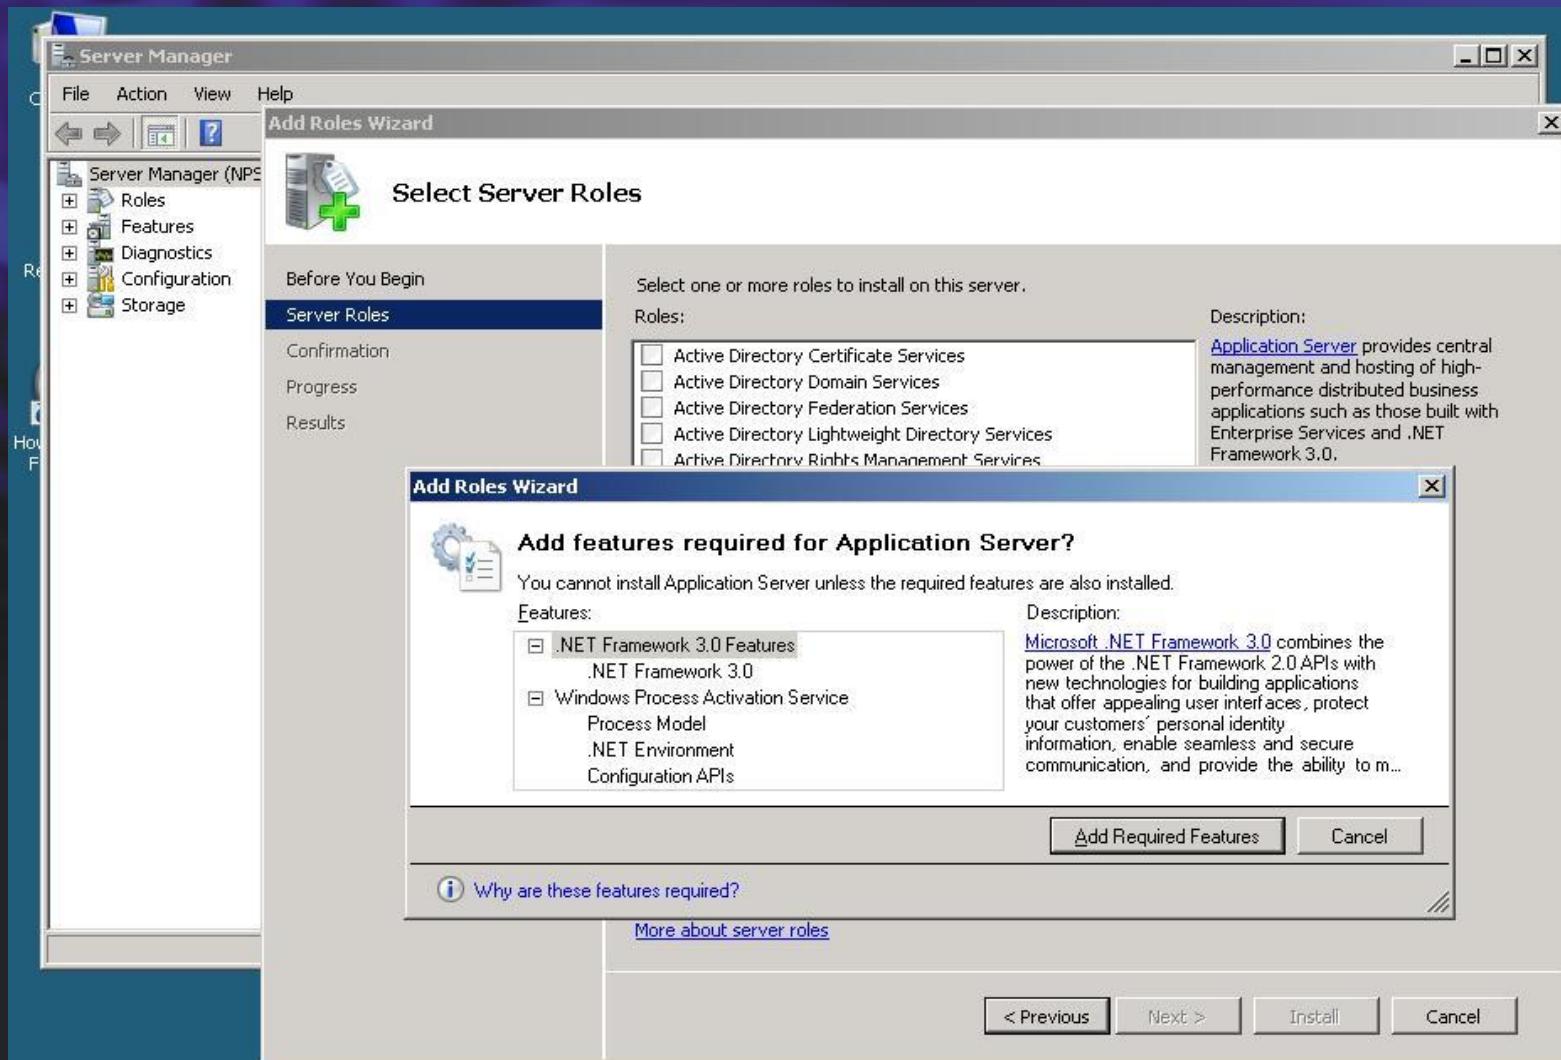 Server Manager
File Action View Help
Server Manager (NPS
Roles
Features
Diagnostics
Configuration
Storage
Add Roles Wizard
Select Server Roles
Before You Begin
Server Roles
Confirmation
Progress
Results
Select one or more roles to install on this server.
Roles:
Active Directory Certificate Services
Active Directory Domain Services
Active Directory Federation Services
Active Directory Lightweight Directory Services
Active Directory Rights Management Services
Description:
Application Server provides central
management and hosting of high-
performance distributed business
applications such as those built with
Enterprise Services and .NET
Framework 3.0.
Add Roles Wizard
Add features required for Application Server?
You cannot install Application Server unless the required features are also installed.
Features:
.NET Framework 3.0 Features
.NET Framework 3.0
Windows Process Activation Service
Process Model
.NET Environment
Configuration APIs
Description:
Microsoft .NET Framework 3.0 combines the
power of the .NET Framework 2.0 APIs with
new technologies for building applications
that offer appealing user interfaces, protect
your customers´ personal identity
information, enable seamless and secure
communication, and provide the ability to m...
Add Required Features
Cancel
Why are these features required?
More about server roles
< Previous
Next >
Install
Cancel